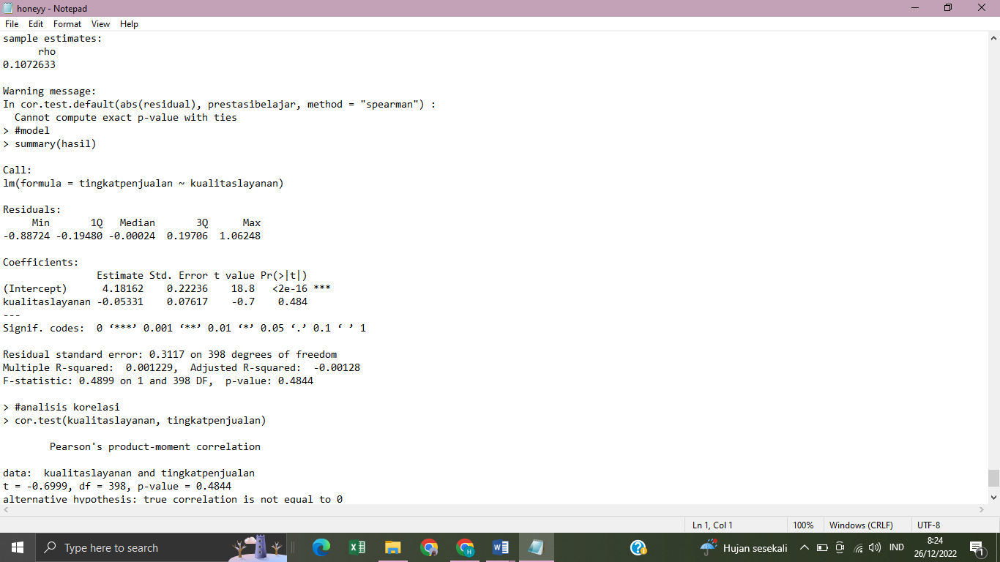 honeyy - Notepad
File Edit Format View Help
sample estimates:
      rho
0.1072633

Warning message:
In cor.test.default(abs(residual), prestasibelajar, method = "spearman") :
  Cannot compute exact p-value with ties
> #model
> summary(hasil)

Call:
lm(formula = tingkatpenjualan ~ kualitaslayanan)

Residuals:
     Min       1Q   Median       3Q      Max
-0.88724 -0.19480 -0.00024  0.19706  1.06248

Coefficients:
                Estimate Std. Error t value Pr(>|t|)
(Intercept)      4.18162    0.22236    18.8   <2e-16 ***
kualitaslayanan -0.05331    0.07617    -0.7    0.484
---
Signif. codes:  0 ‘***’ 0.001 ‘**’ 0.01 ‘*’ 0.05 ‘.’ 0.1 ‘ ’ 1

Residual standard error: 0.3117 on 398 degrees of freedom
Multiple R-squared:  0.001229,  Adjusted R-squared:  -0.00128
F-statistic: 0.4899 on 1 and 398 DF,  p-value: 0.4844

> #analisis korelasi
> cor.test(kualitaslayanan, tingkatpenjualan)

        Pearson's product-moment correlation

data:  kualitaslayanan and tingkatpenjualan
t = -0.6999, df = 398, p-value = 0.4844
alternative hypothesis: true correlation is not equal to 0
Ln 1, Col 1 100% Windows (CRLF) UTF-8
Type here to search Hujan sesekali IND 8:24
26/12/2022 1